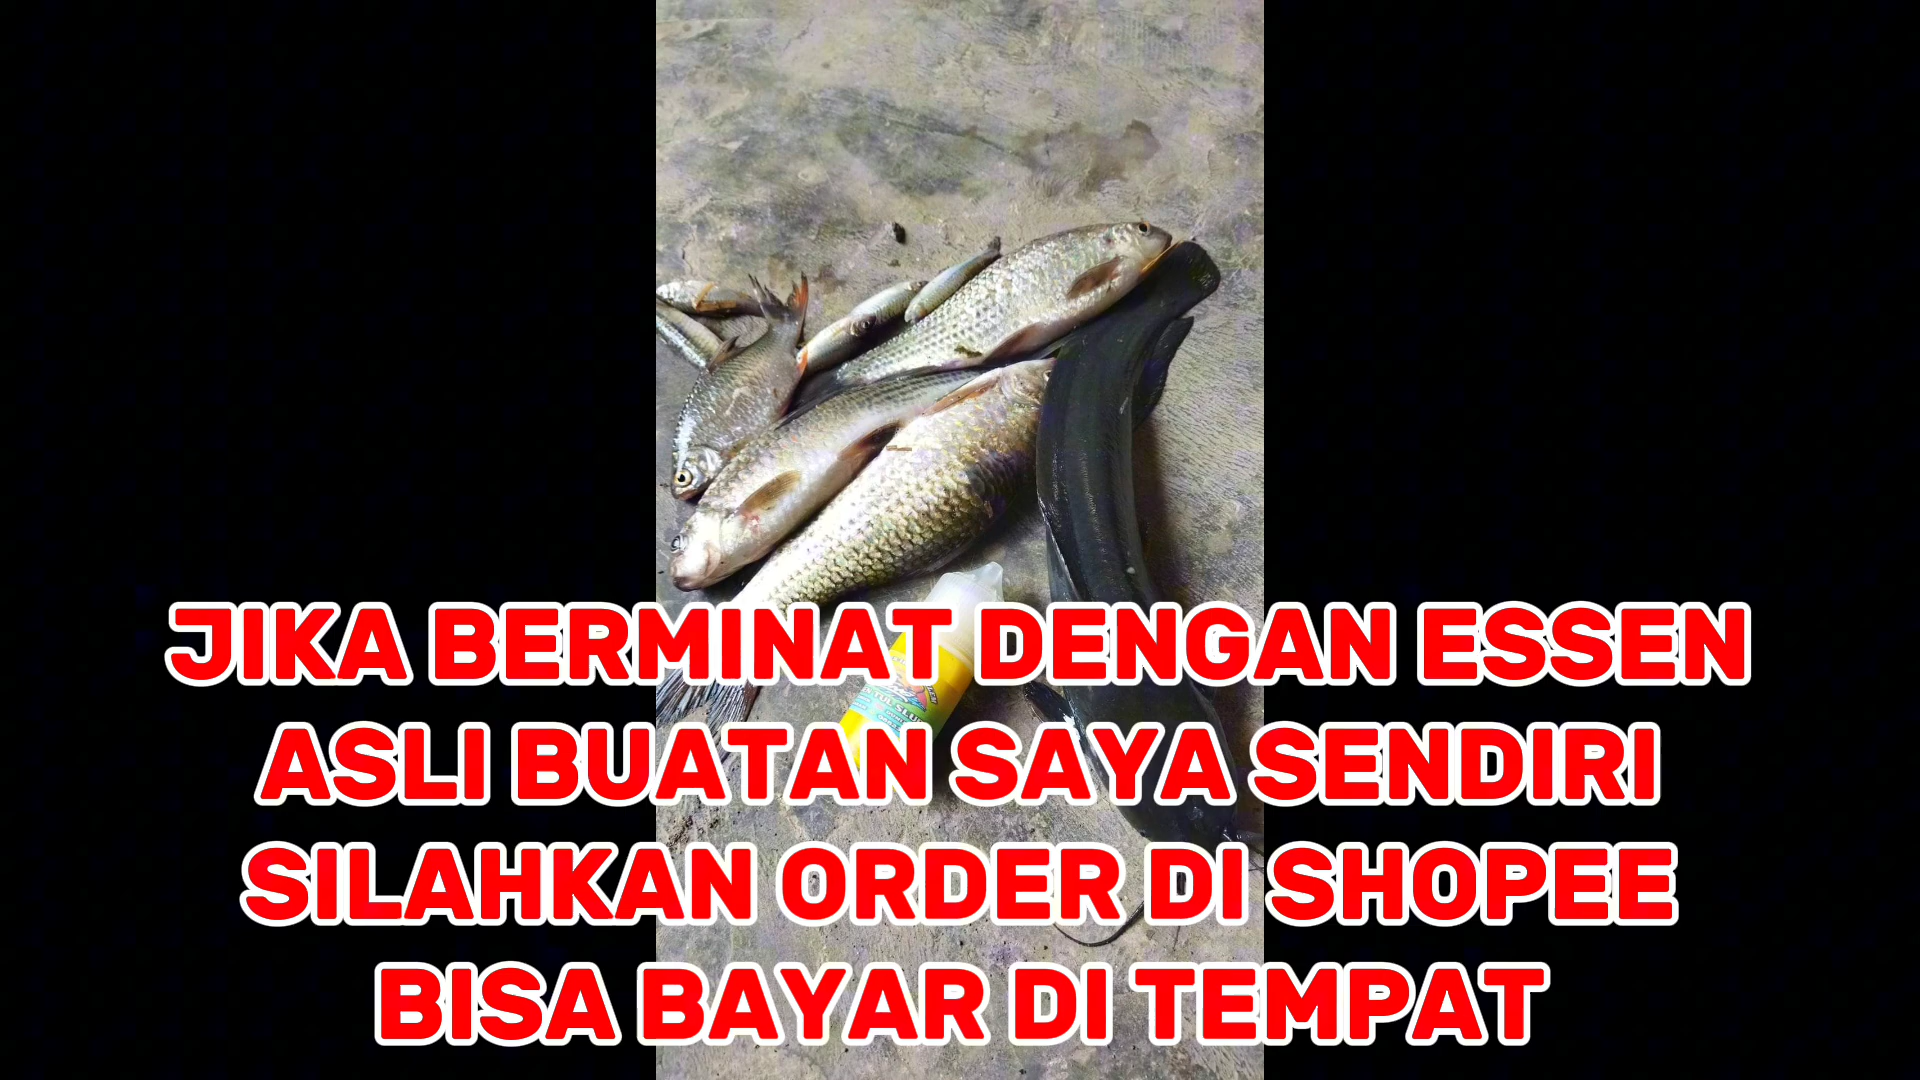 JIKA BERMINAT DENGAN ESSEN
ASLI BUATAN SAYA SENDIRI
SILAHKAN ORDER DI SHOPEE
BISA BAYAR DI TEMPAT